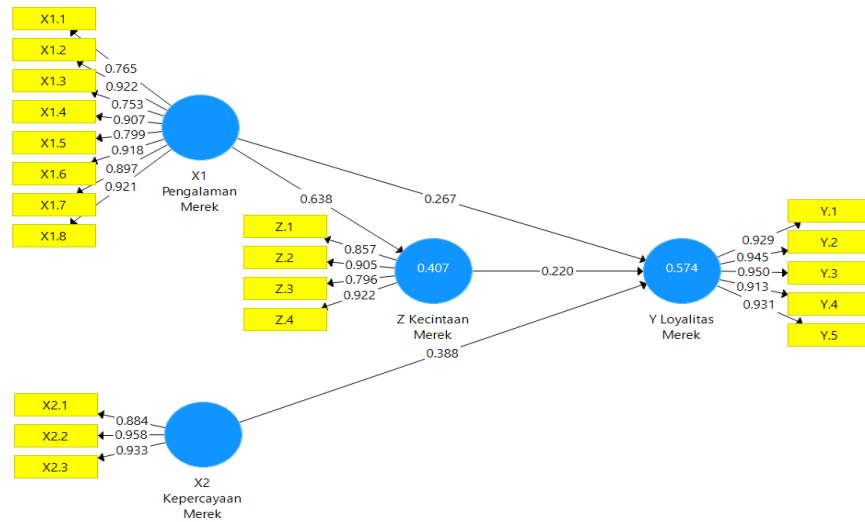 X1.1
X1.2
X1.3
X1.4
X1.5
X1.6
X1.7
X1.8
0.765
0.922
0.753
0.907
0.799
0.918
0.897
0.921
X1
Pengalaman
Merek
0.638
0.267
Z.1
Z.2
Z.3
Z.4
0.857
0.905
0.796
0.922
0.407
Z Kecintaan
Merek
0.220
0.574
Y Loyalitas
Merek
0.929
0.945
0.950
0.913
0.931
Y.1
Y.2
Y.3
Y.4
Y.5
0.388
X2.1
X2.2
X2.3
0.884
0.958
0.933
X2
Kepercayaan
Merek